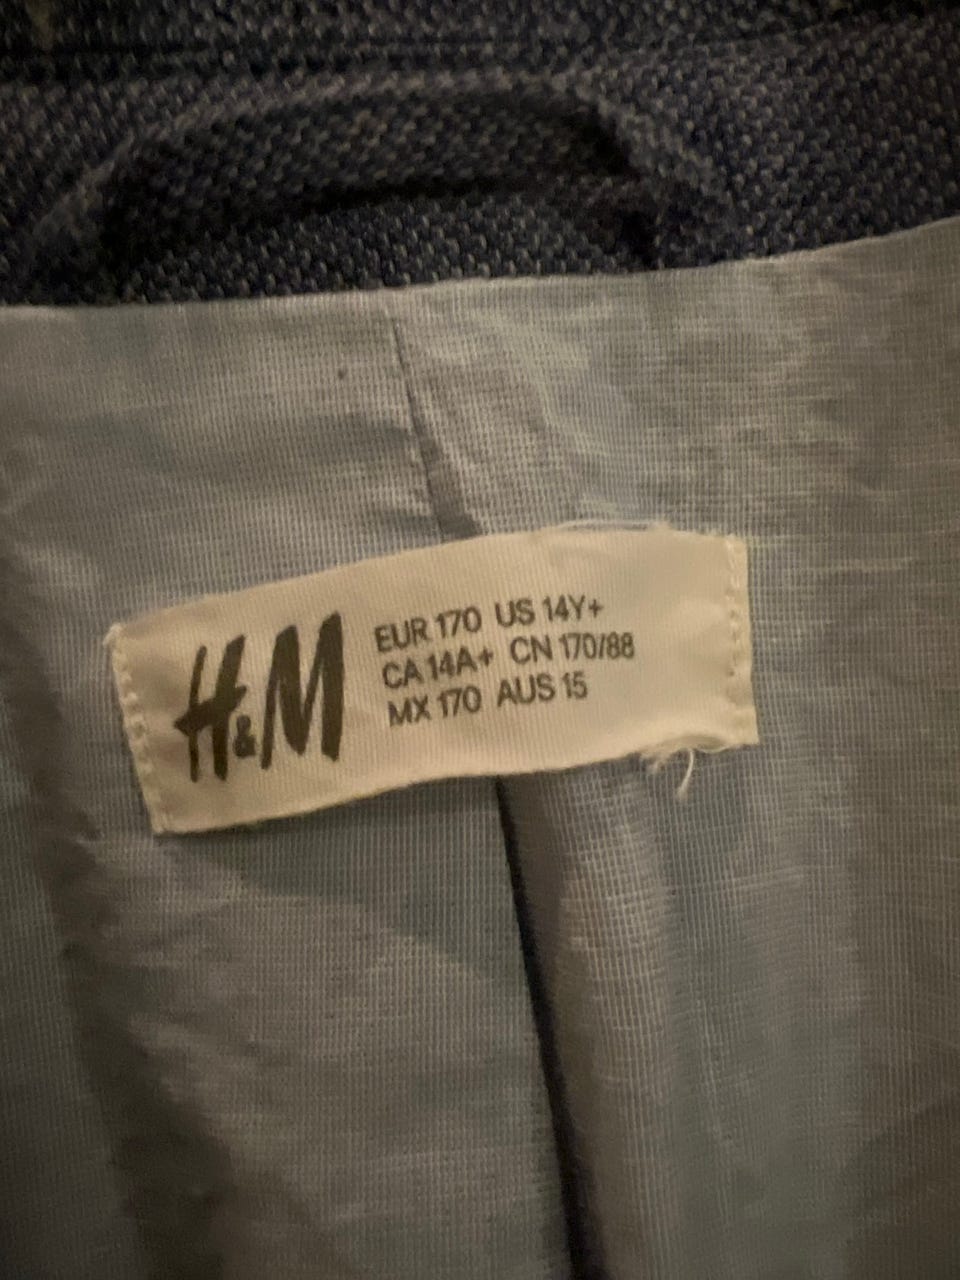 H&M
EUR 170 US 14Y+
CA 14A+ CN 170/88
MX 170 AUS 15